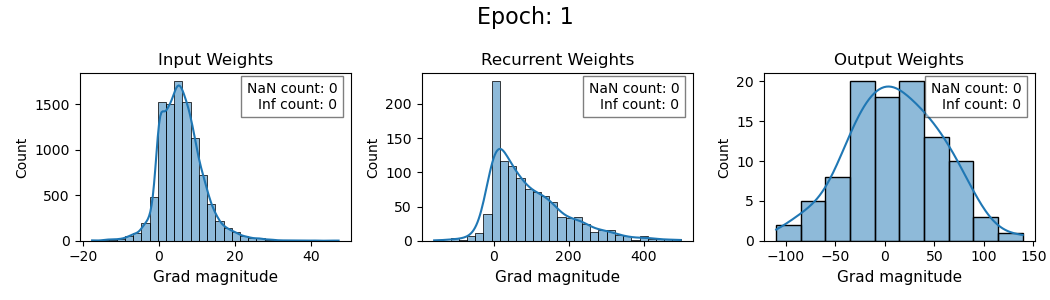 Epoch: 1
Input Weights
NaN count: 0
Inf count: 0
Count
0
500
1000
1500
−20
0
20
40
Grad magnitude
Recurrent Weights
NaN count: 0
Inf count: 0
Count
0
50
100
150
200
0
200
400
Grad magnitude
Output Weights
NaN count: 0
Inf count: 0
Count
0
5
10
15
20
−100
−50
0
50
100
150
Grad magnitude